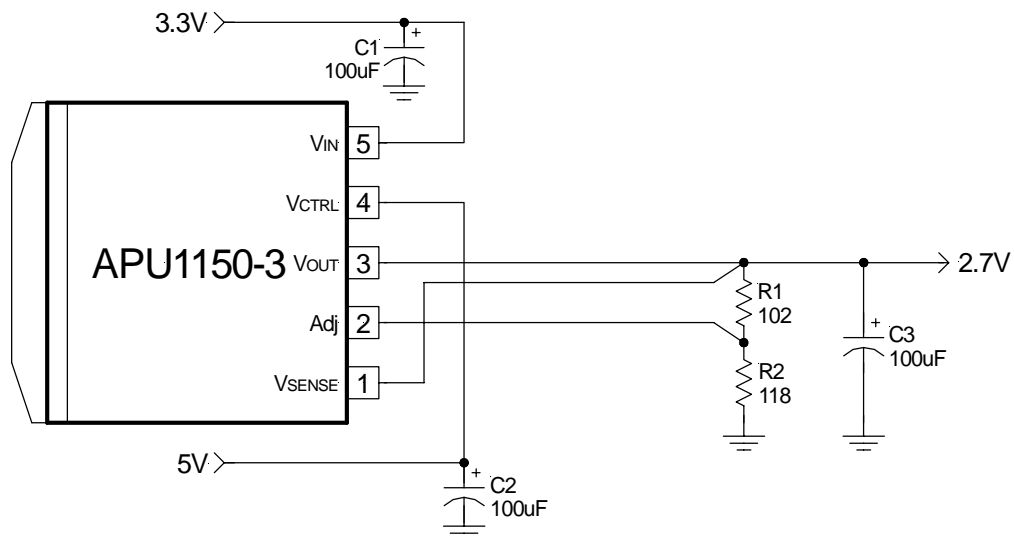 3.3V
+
C1
100uF
VIN 5
VCTRL 4
APU1150-3
VOUT 3
2.7V
R1
102
Adj 2
+
C3
100uF
R2
118
VSENSE 1
5V
+
C2
100uF